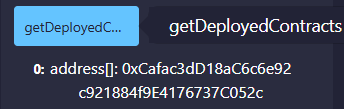 getDeployedC... getDeployedContracts
0: address[]: 0xCafac3dD18aC6c6e92
c921884f9E4176737C052c